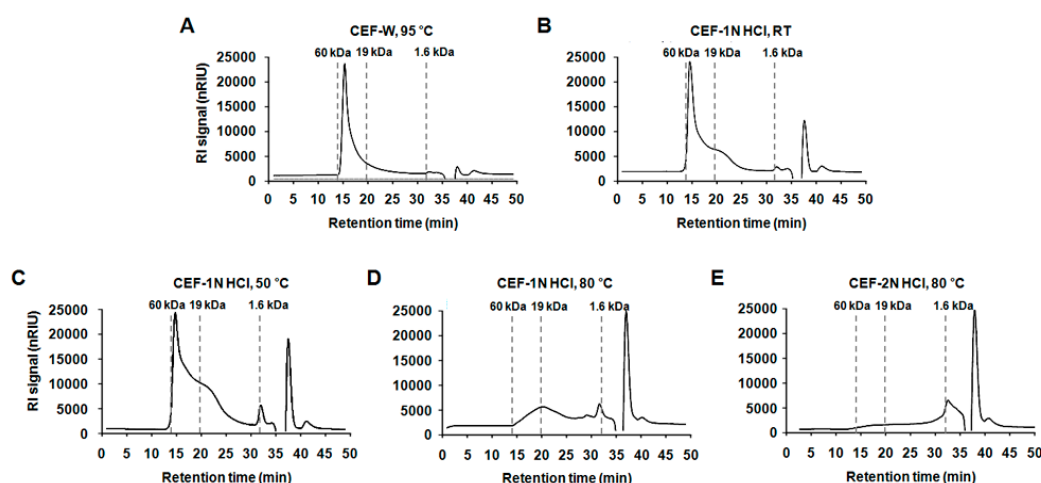 A
CEF-W, 95 °C
60 kDa 19 kDa 1.6 kDa
RI signal (nRIU)
25000
20000
15000
10000
5000
0
0 5 10 15 20 25 30 35 40 45 50
Retention time (min)
B
CEF-1N HCl, RT
60 kDa 19 kDa 1.6 kDa
25000
20000
15000
10000
5000
0
0 5 10 15 20 25 30 35 40 45 50
Retention time (min)
C
CEF-1N HCl, 50 °C
60 kDa 19 kDa 1.6 kDa
RI signal (nRIU)
25000
20000
15000
10000
5000
0
0 5 10 15 20 25 30 35 40 45 50
Retention time (min)
D
CEF-1N HCl, 80 °C
60 kDa 19 kDa 1.6 kDa
25000
20000
15000
10000
5000
0
0 5 10 15 20 25 30 35 40 45 50
Retention time (min)
E
CEF-2N HCl, 80 °C
60 kDa 19 kDa 1.6 kDa
25000
20000
15000
10000
5000
0
0 5 10 15 20 25 30 35 40 45 50
Retention time (min)